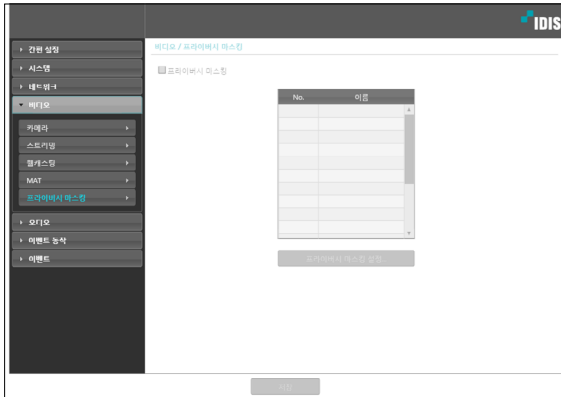 IDIS
간편 설정
시스템
네트워크
비디오
카메라
스트리밍
웹캐스팅
MAT
프라이버시 마스킹
오디오
이벤트 동작
이벤트
비디오 / 프라이버시 마스킹
프라이버시 마스킹
No. 이름
프라이버시 마스킹 설정
저장